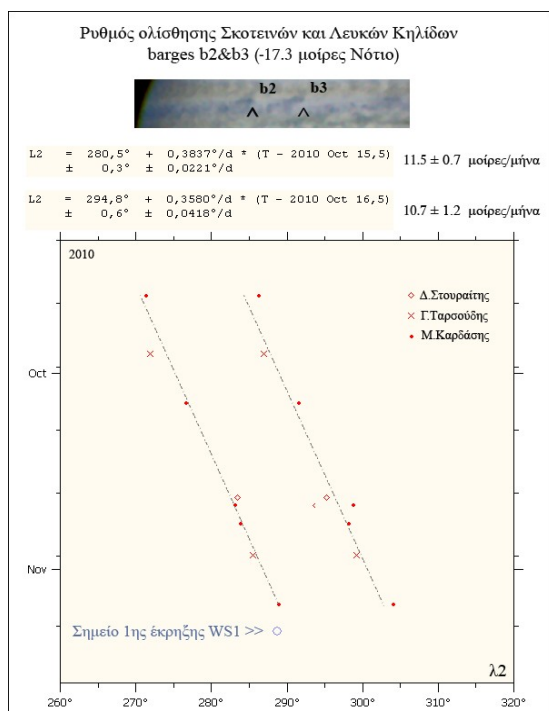 Ρυθμός ολίσθησης Σκοτεινών και Λευκών Κηλίδων
barges b2&b3 (-17.3 μοίρες Νότιο)
b2 b3
L2 = 280,5° + 0,3837°/d * (T - 2010 Oct 15,5) 11.5 ± 0.7 μοίρες/μήνα
± 0,3° ± 0,0221°/d
L2 = 294,8° + 0,3580°/d * (T - 2010 Oct 16,5) 10.7 ± 1.2 μοίρες/μήνα
± 0,6° ± 0,0418°/d
2010
Δ.Στουραίτης
Γ.Ταρσούδης
Μ.Καρδάσης
Oct
Nov
Σημείο 1ης έκρηξης WS1 >>
λ2
260° 270° 280° 290° 300° 310° 320°